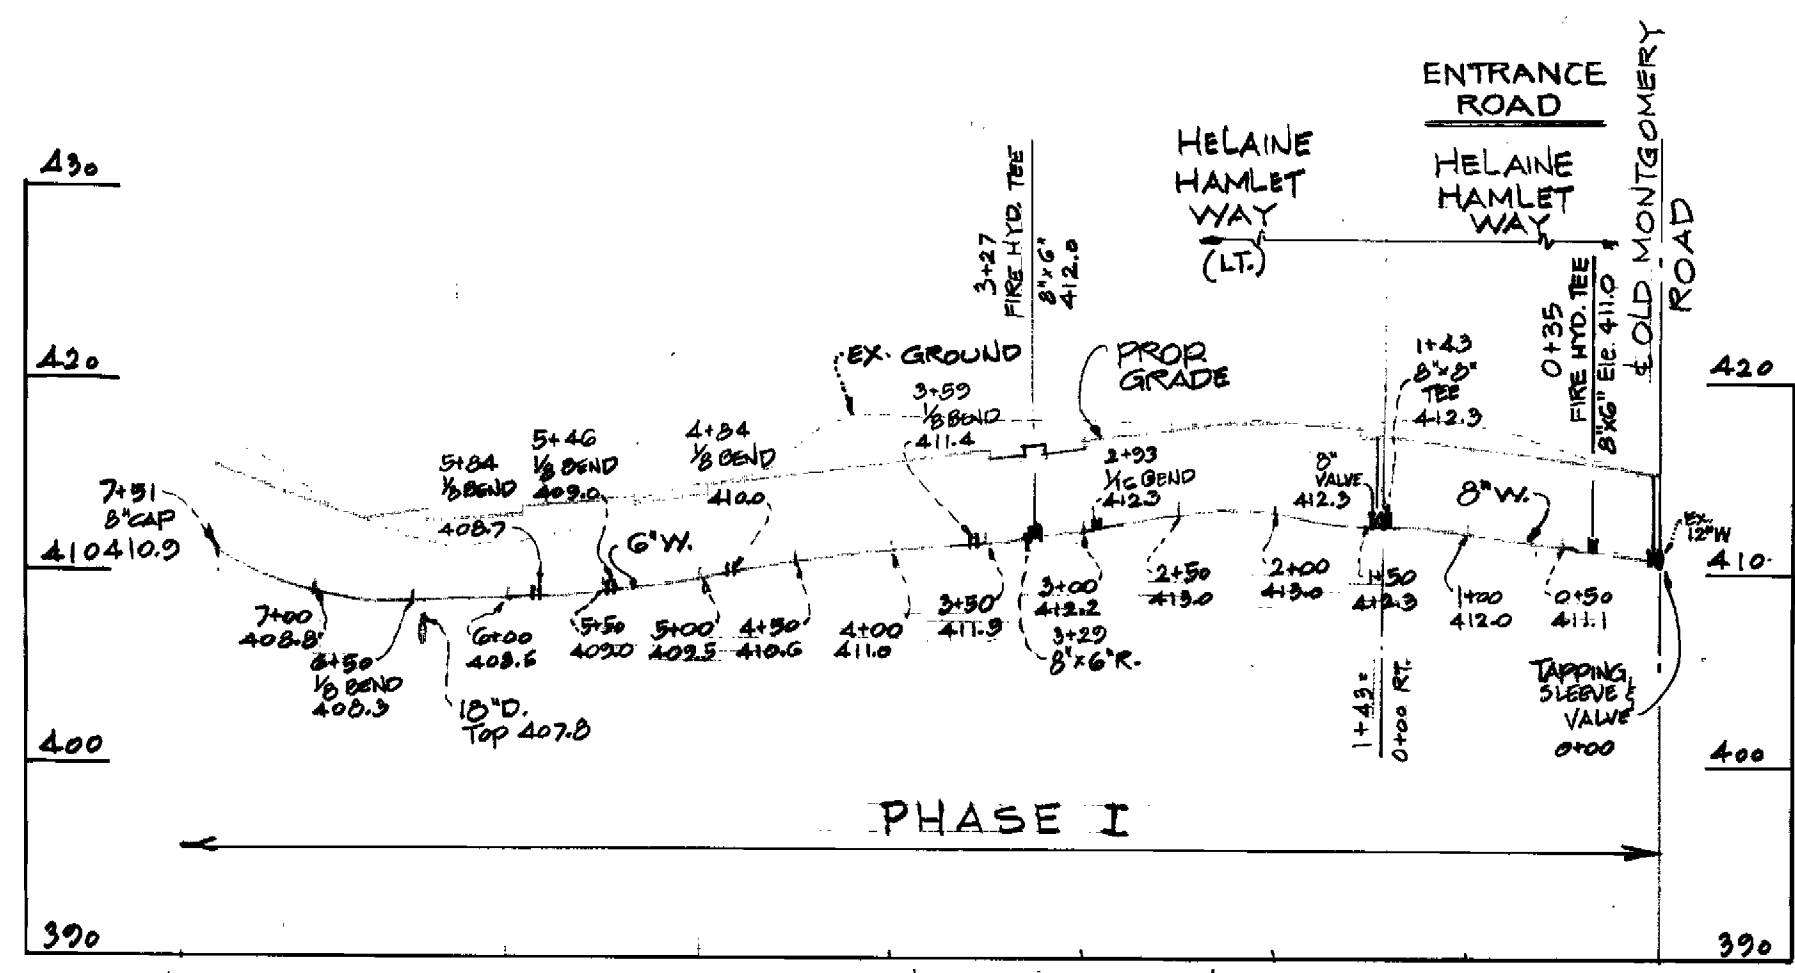 ENTRANCE
ROAD
HELAINE
HAMLET
WAY
(LT.)
HELAINE
HAMLET
WAY
℄ OLD MONTGOMERY
ROAD
430
420
410
400
390
420
410
400
390
3+27
FIRE HYD. TEE
8"x6"
412.0
0+35
FIRE HYD. TEE
8"x6" Ele. 411.0
EX. GROUND
PROP.
GRADE
1+43
8"x8"
TEE
412.3
3+59
1/8 BEND
411.4
4+84
1/8 BEND
410.0
5+46
1/8 BEND
409.0
5+84
1/8 BEND
408.7
7+51
8"CAP
410.9
2+93
1/16 BEND
412.3
8"
VALVE
412.3
8"W.
6"W.
EX.
12"W
7+00
408.8
6+50
1/8 BEND
408.3
18"D.
Top 407.8
6+00
408.6
5+50
409.0
5+00
409.5
4+50
410.6
4+00
411.0
3+50
411.9
3+00
412.2
3+29
8"x6"R.
2+50
413.0
2+00
413.0
1+50
412.3
1+00
412.0
0+50
411.1
1+43=
0+00 RT.
TAPPING
SLEEVE &
VALVE
0+00
PHASE I